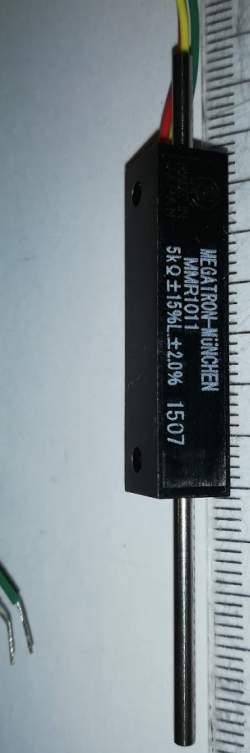 MEGATRON-MÜNCHEN
MMR1011
5kΩ±15%L.±2.0%
1507